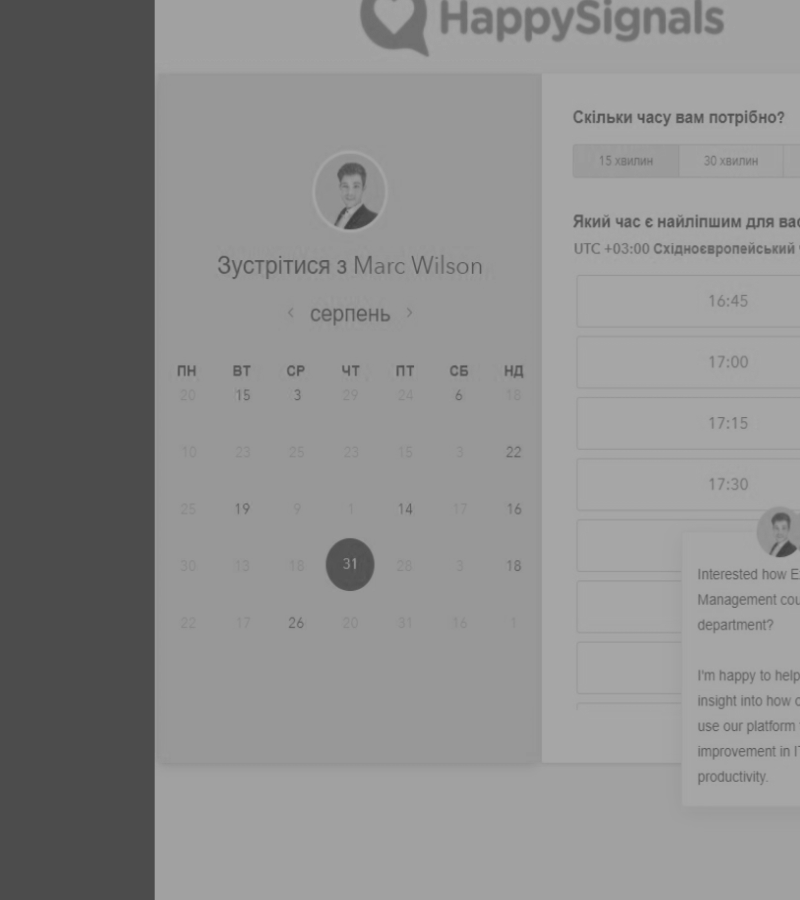 HappySignals
Зустрітися з Marc Wilson
‹ серпень ›
ПН ВТ СР ЧТ ПТ СБ НД
20 15 3 29 24 6 18
10 23 25 23 15 3 22
25 19 9 1 14 17 16
30 13 18 31 28 3 18
22 17 26 20 31 16 1
Скільки часу вам потрібно?
15 хвилин 30 хвилин
Який час є найліпшим для вас
UTC +03:00 Східноєвропейський
16:45
17:00
17:15
17:30
Interested how E
Management cou
department?
I'm happy to help
insight into how
use our platform
improvement in
productivity.